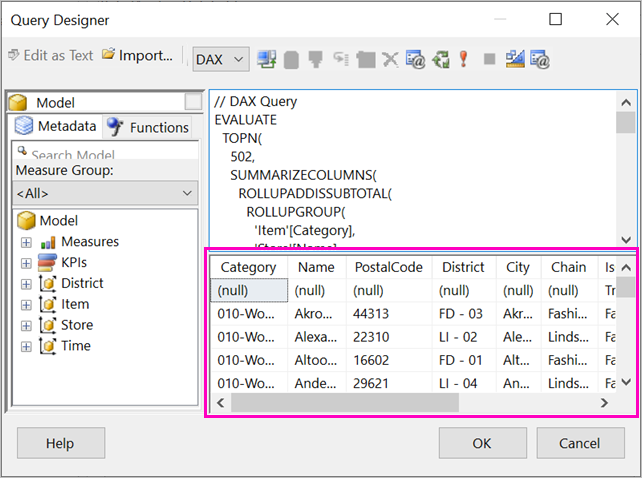 Query Designer
Edit as Text Import... DAX
Model
Metadata Functions
Search Model
Measure Group:
<All>
Model
Measures
KPIs
District
Item
Store
Time
// DAX Query
EVALUATE
TOPN(
502,
SUMMARIZECOLUMNS(
ROLLUPADDISSUBTOTAL(
ROLLUPGROUP(
'Item'[Category],
'Store'[Name],
Category Name PostalCode District City Chain Is
(null) (null) (null) (null) (null) (null) Tr
010-Wo... Akro... 44313 FD - 03 Akr... Fashi... Fa
010-Wo... Alexa... 22310 LI - 02 Ale... Linds... Fa
010-Wo... Altoo... 16602 FD - 01 Alt... Fashi... Fa
010-Wo... Ande... 29621 LI - 04 An... Linds... Fa
Help OK Cancel